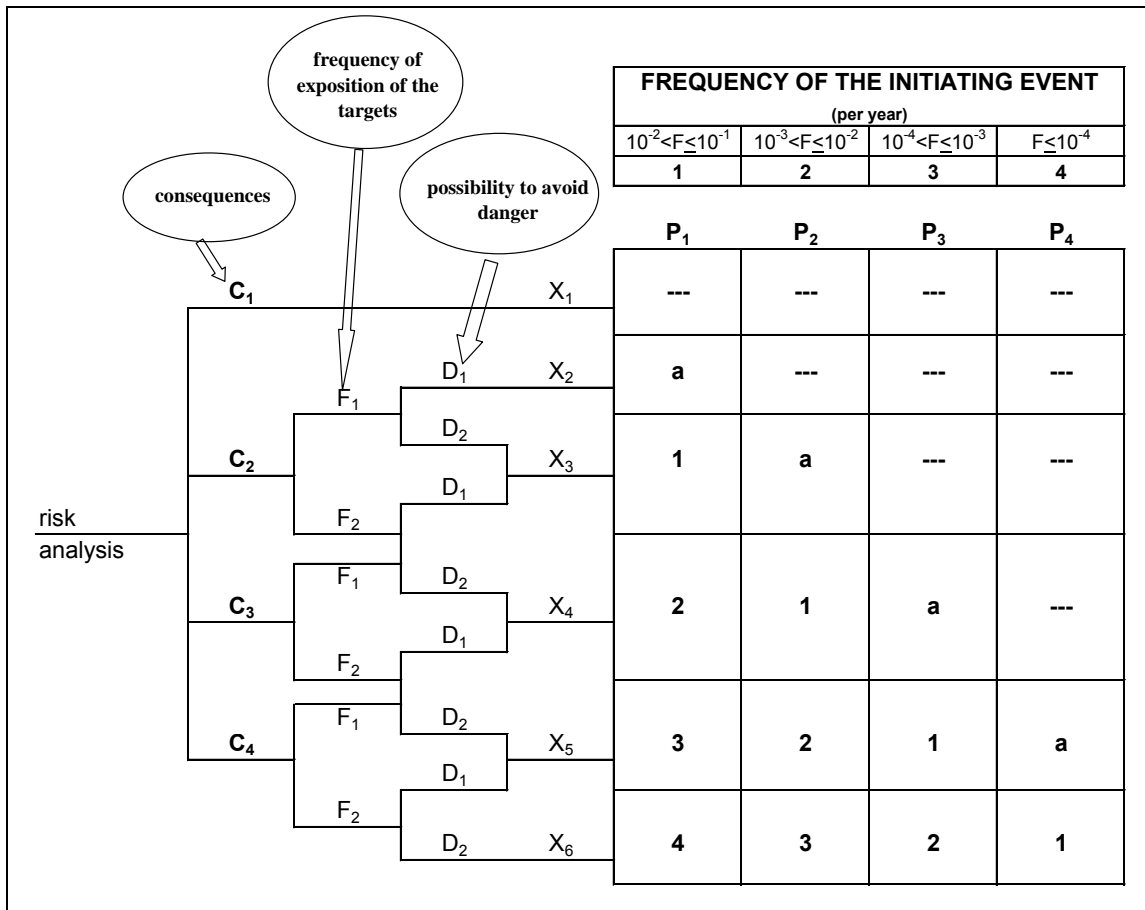 frequency of
exposition of the
targets
FREQUENCY OF THE INITIATING EVENT
(per year)
10⁻²<F≤10⁻¹ 10⁻³<F≤10⁻² 10⁻⁴<F≤10⁻³ F≤10⁻⁴
1 2 3 4
consequences
possibility to avoid
danger
P₁ P₂ P₃ P₄
C₁ X₁ --- --- --- ---
D₁ X₂ a --- --- ---
F₁
D₂
C₂ X₃ 1 a --- ---
D₁
risk
F₂
analysis
F₁ D₂
C₃ X₄ 2 1 a ---
D₁
F₂
F₁ D₂
C₄ X₅ 3 2 1 a
D₁
F₂
D₂ X₆ 4 3 2 1